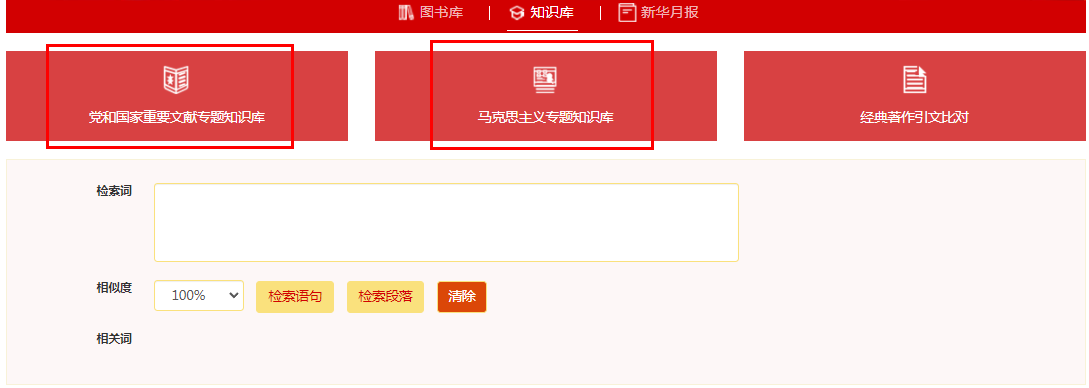 图书库 | 知识库 | 新华月报
党和国家重要文献专题知识库 马克思主义专题知识库 经典著作引文比对
检索词
相似度 100% 检索语句 检索段落 清除
相关词